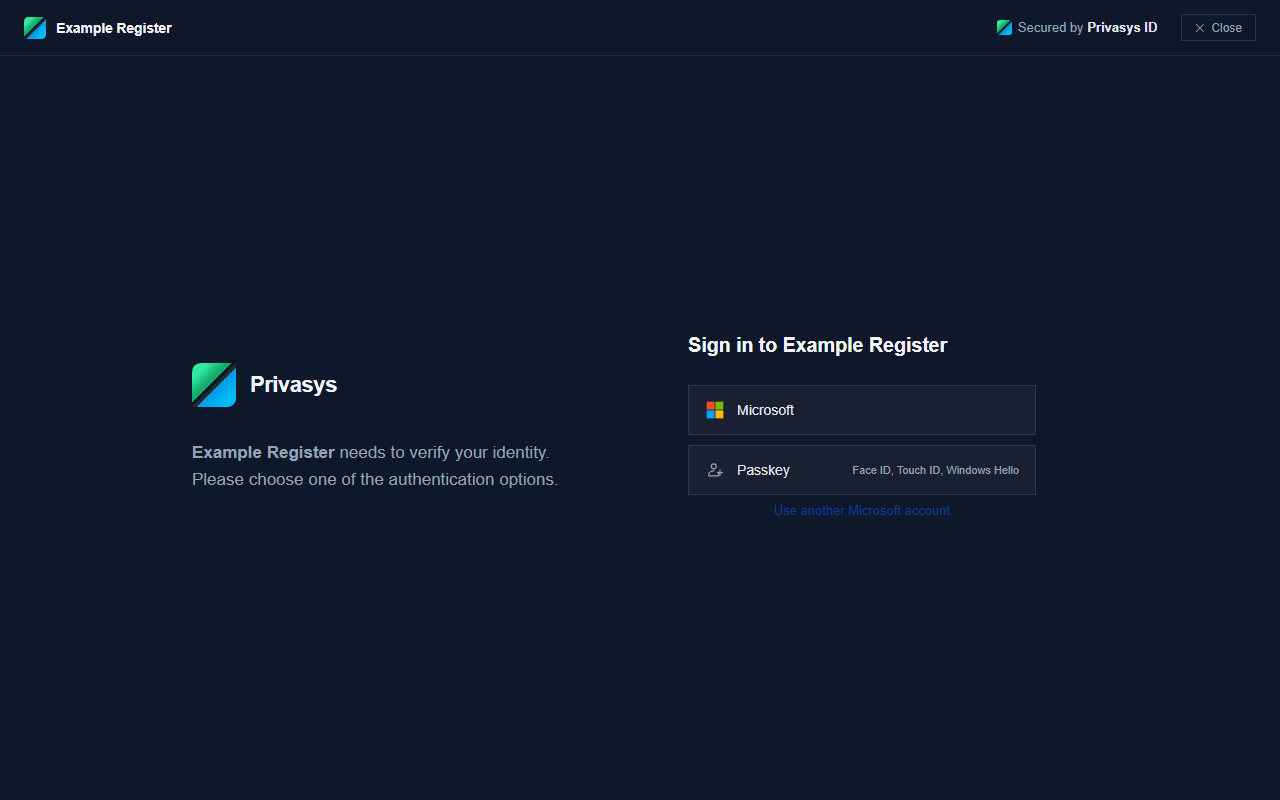 Example Register
Secured by Privasys ID
Close
Privasys
Example Register needs to verify your identity.
Please choose one of the authentication options.
Sign in to Example Register
Microsoft
Passkey
Face ID, Touch ID, Windows Hello
Use another Microsoft account